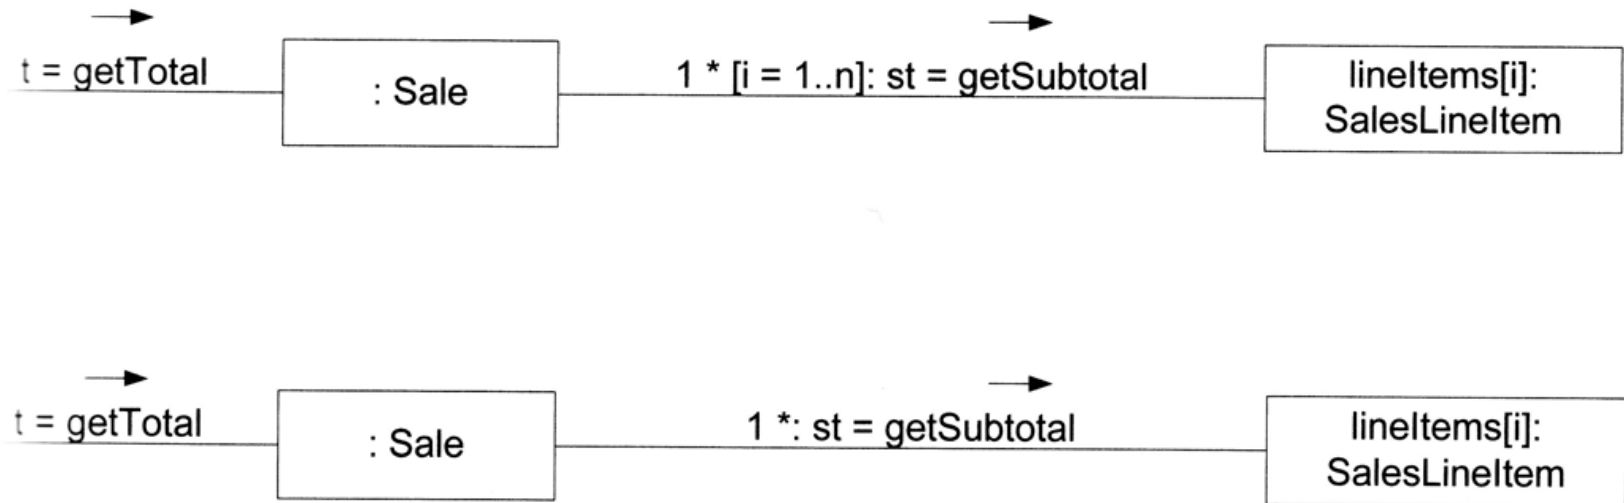 t = getTotal
: Sale
1 * [i = 1..n]: st = getSubtotal
lineItems[i]:
SalesLineItem
t = getTotal
: Sale
1 *: st = getSubtotal
lineItems[i]:
SalesLineItem